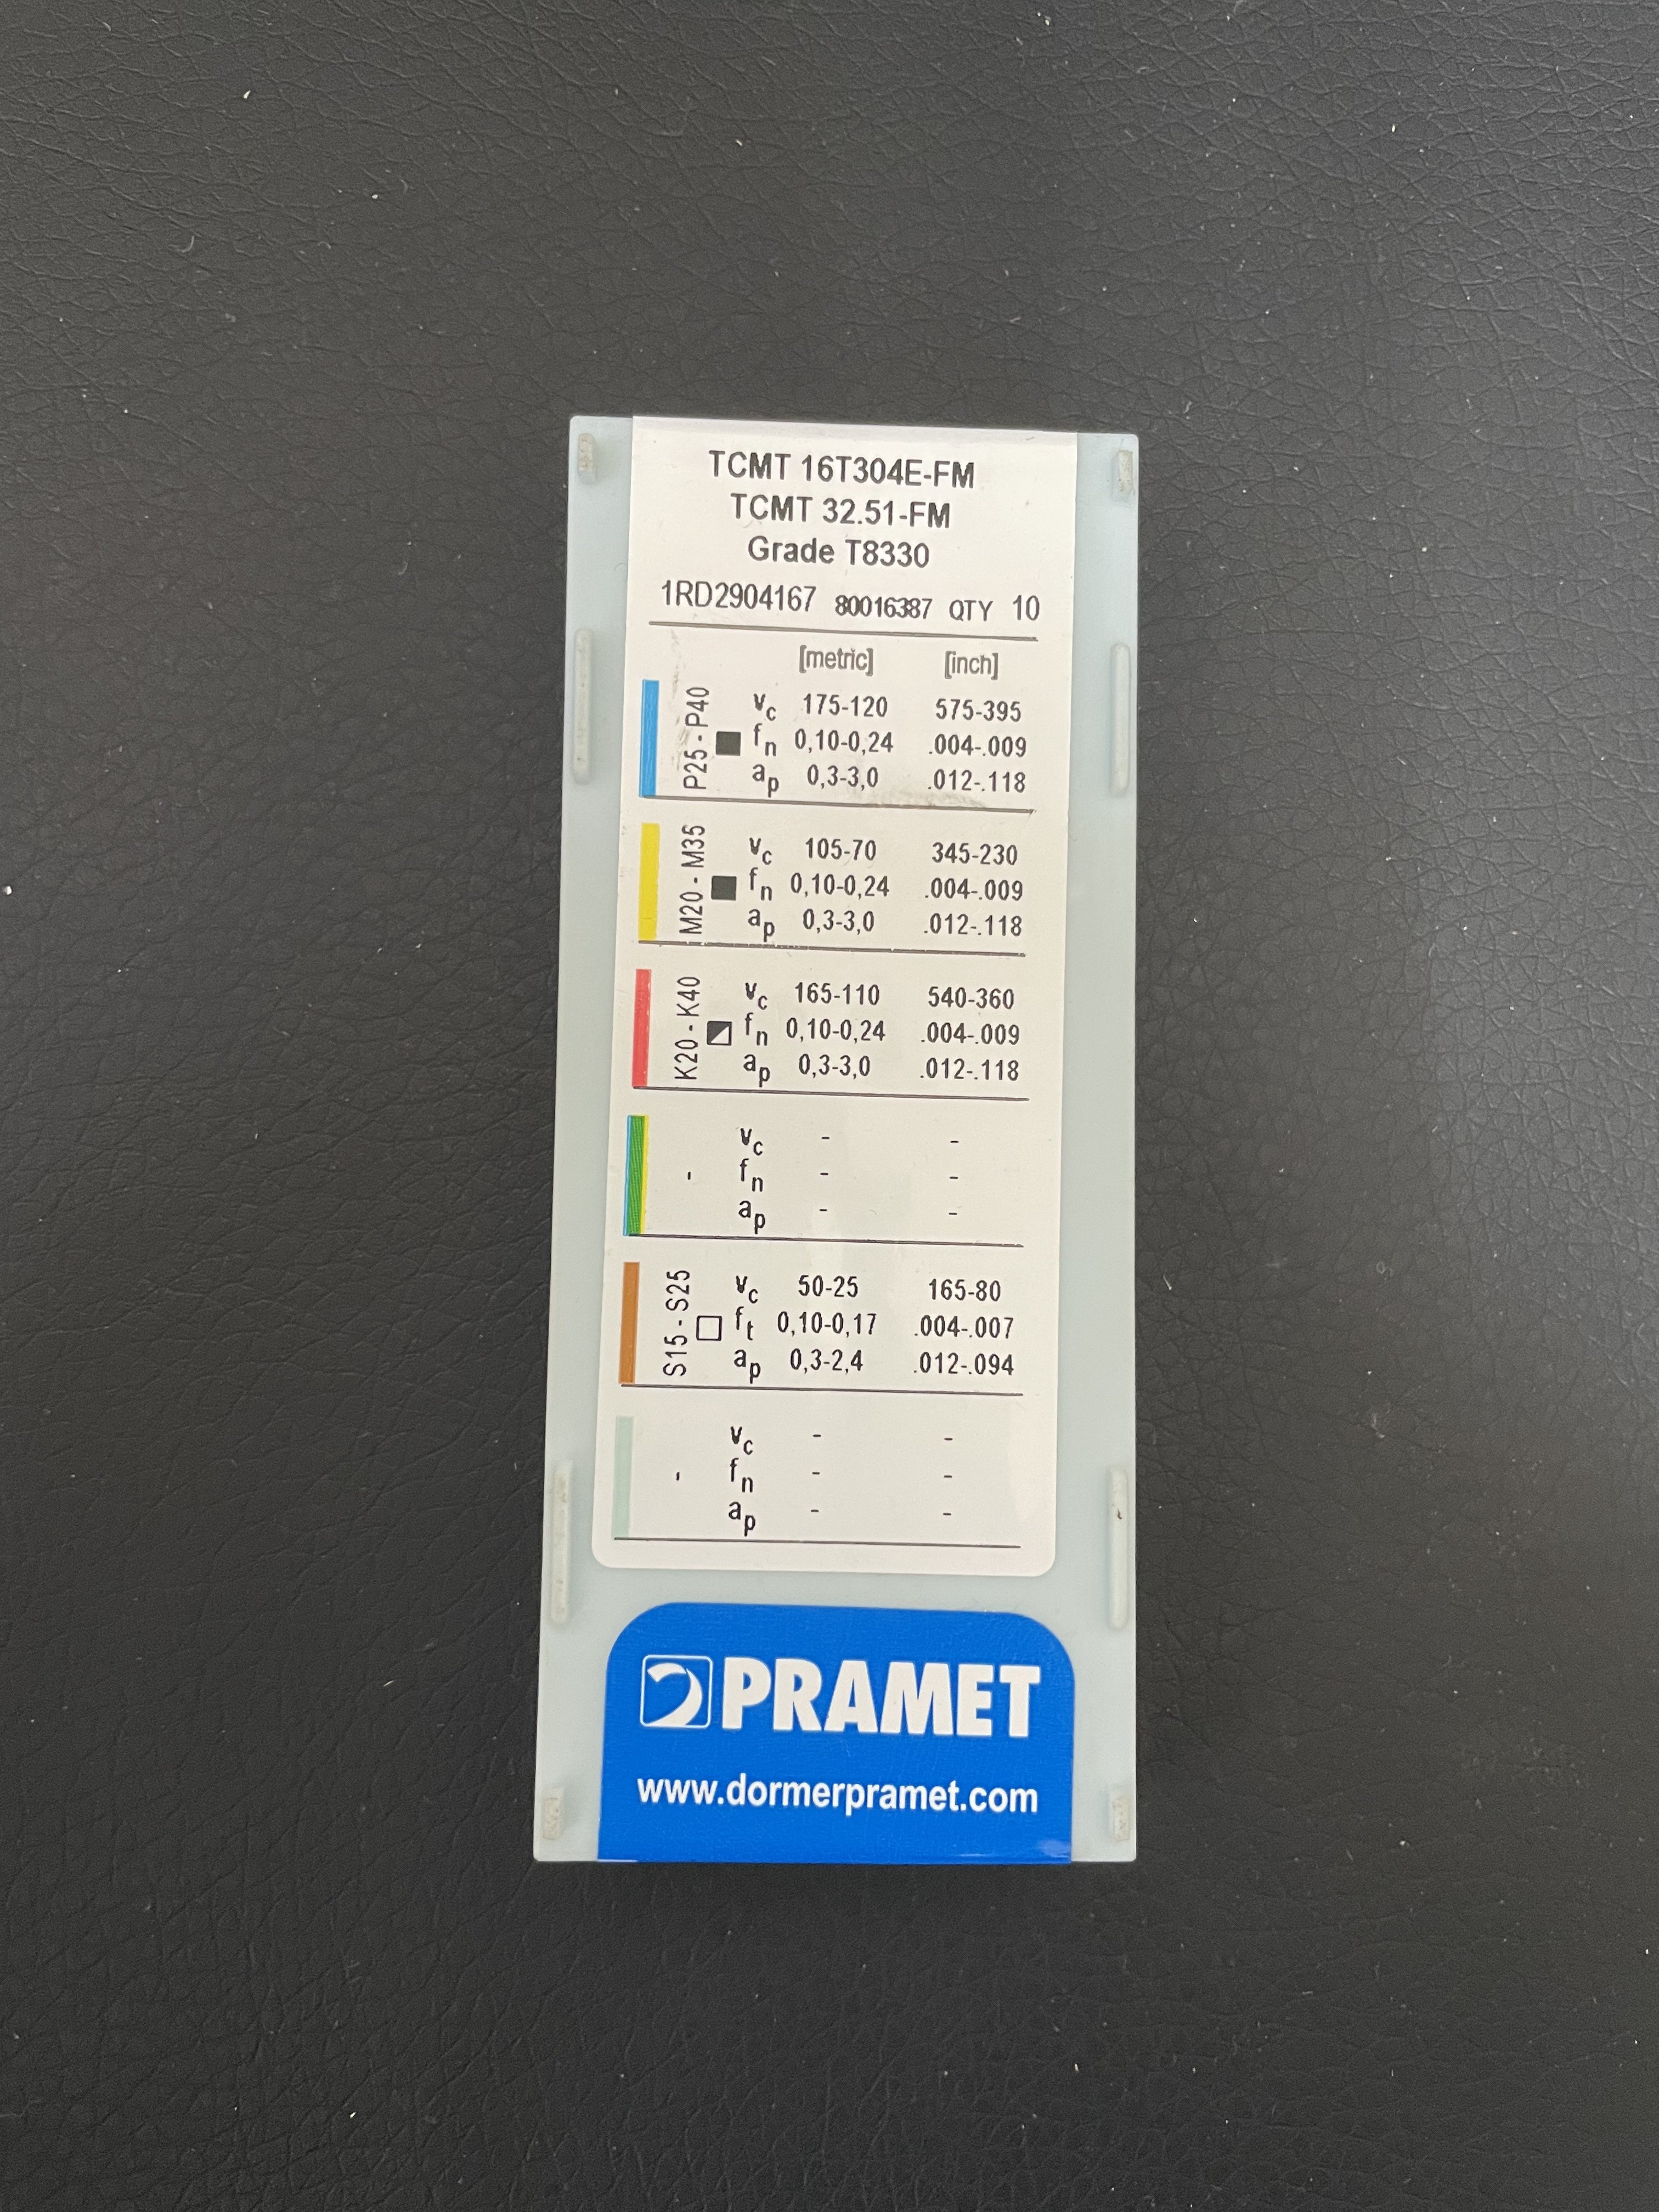 TCMT 16T304E-FM
TCMT 32.51-FM
Grade T8330
1RD2904167 80016387 QTY 10
[metric] [inch]
P25 - P40
vc 175-120 575-395
fn 0,10-0,24 .004-.009
ap 0,3-3,0 .012-.118
M20 - M35
vc 105-70 345-230
fn 0,10-0,24 .004-.009
ap 0,3-3,0 .012-.118
K20 - K40
vc 165-110 540-360
fn 0,10-0,24 .004-.009
ap 0,3-3,0 .012-.118
-
vc - -
fn - -
ap - -
S15 - S25
vc 50-25 165-80
ft 0,10-0,17 .004-.007
ap 0,3-2,4 .012-.094
-
vc - -
fn - -
ap - -
PRAMET
www.dormerpramet.com